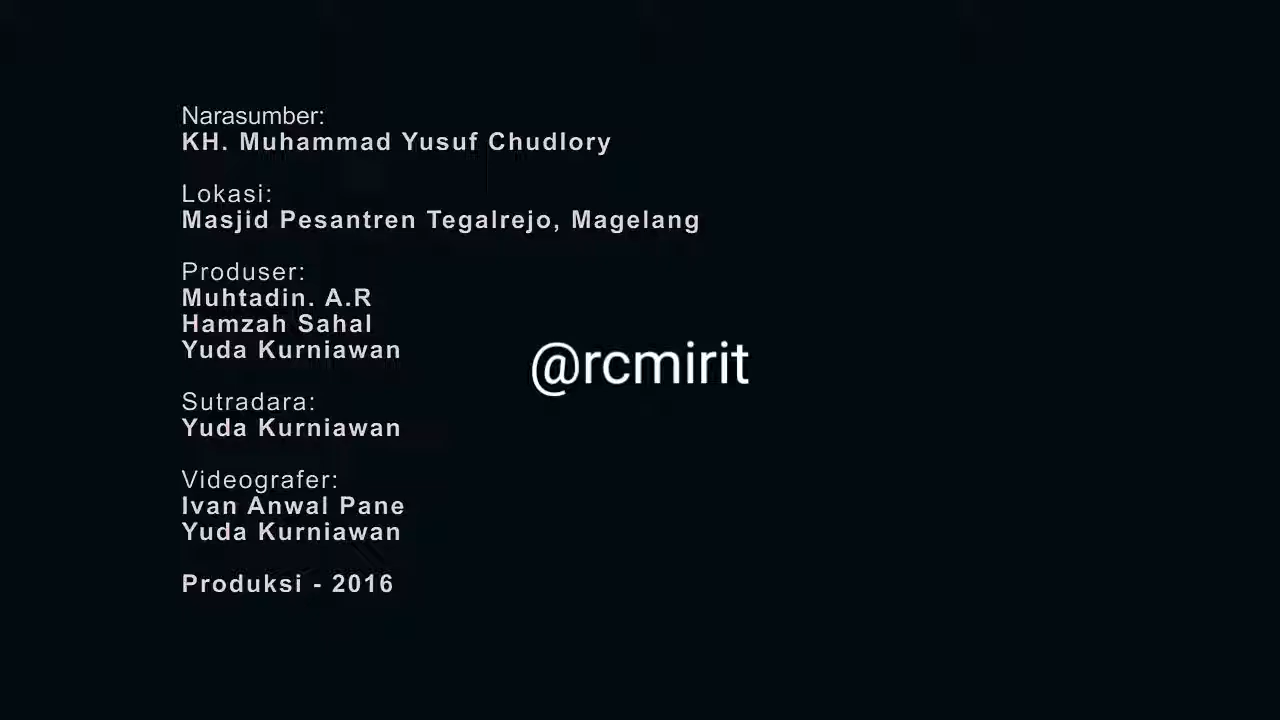 Narasumber:
KH. Muhammad Yusuf Chudlory
Lokasi:
Masjid Pesantren Tegalrejo, Magelang
Produser:
Muhtadin. A.R
Hamzah Sahal
Yuda Kurniawan
@rcmirit
Sutradara:
Yuda Kurniawan
Videografer:
Ivan Anwal Pane
Yuda Kurniawan
Produksi - 2016